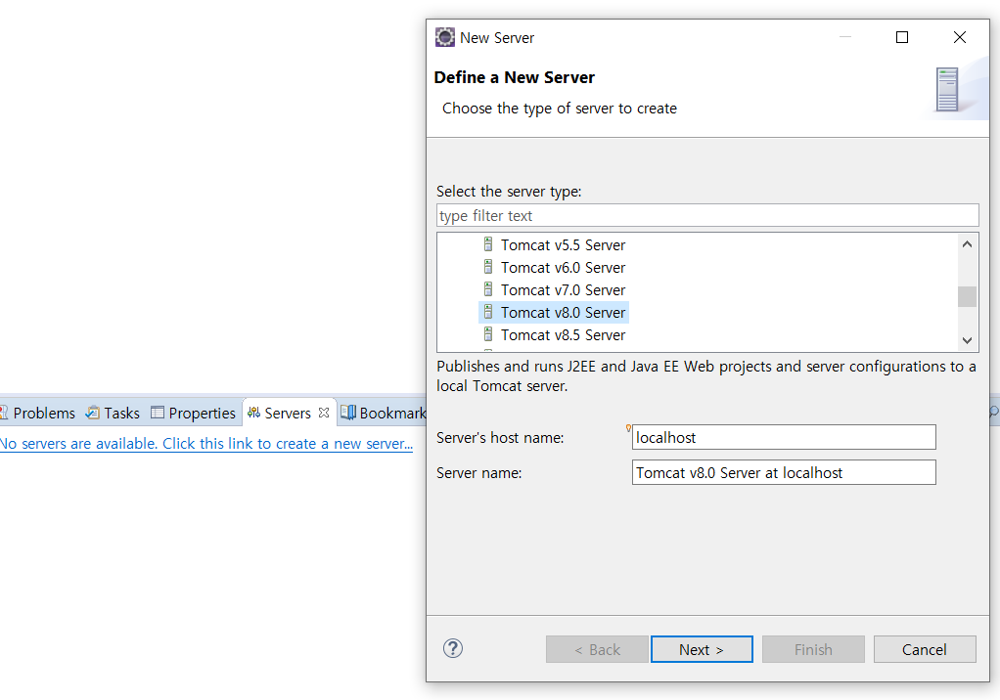 New Server
Define a New Server
Choose the type of server to create
Select the server type:
type filter text
Tomcat v5.5 Server
Tomcat v6.0 Server
Tomcat v7.0 Server
Tomcat v8.0 Server
Tomcat v8.5 Server
Publishes and runs J2EE and Java EE Web projects and server configurations to a
local Tomcat server.
Problems Tasks Properties Servers Bookmark
No servers are available. Click this link to create a new server...
Server's host name: localhost
Server name: Tomcat v8.0 Server at localhost
? < Back Next > Finish Cancel